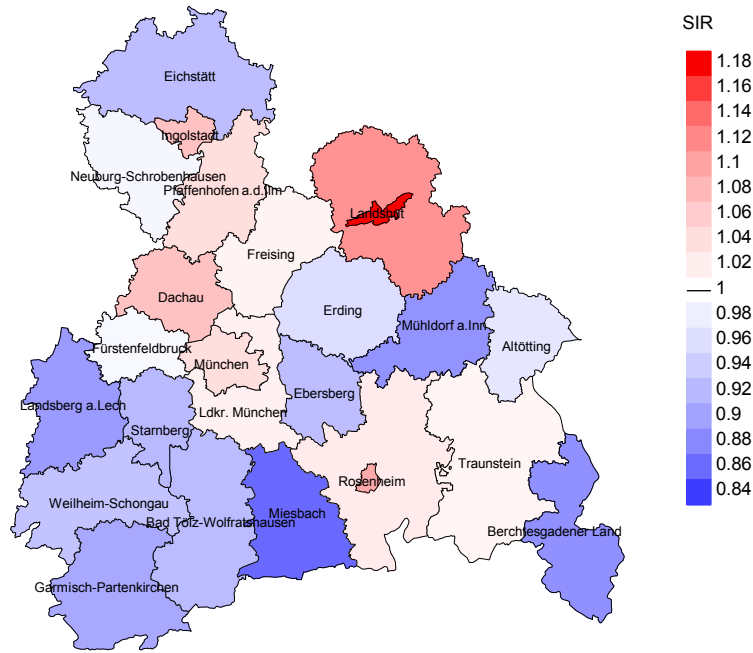 SIR
Eichstätt
Ingolstadt
Neuburg-Schrobenhausen
Pfaffenhofen a.d.Ilm
Landshut
Freising
Dachau
Erding
Mühldorf a.Inn
Altötting
Fürstenfeldbruck
München
Landsberg a.Lech
Starnberg
Ldkr. München
Ebersberg
Rosenheim
Traunstein
Weilheim-Schongau
Bad Tölz-Wolfratshausen
Miesbach
Berchtesgadener Land
Garmisch-Partenkirchen
1.18
1.16
1.14
1.1
1.08
1.06
1.04
1.02
1
0.98
0.96
0.94
0.92
0.9
0.88
0.86
0.84